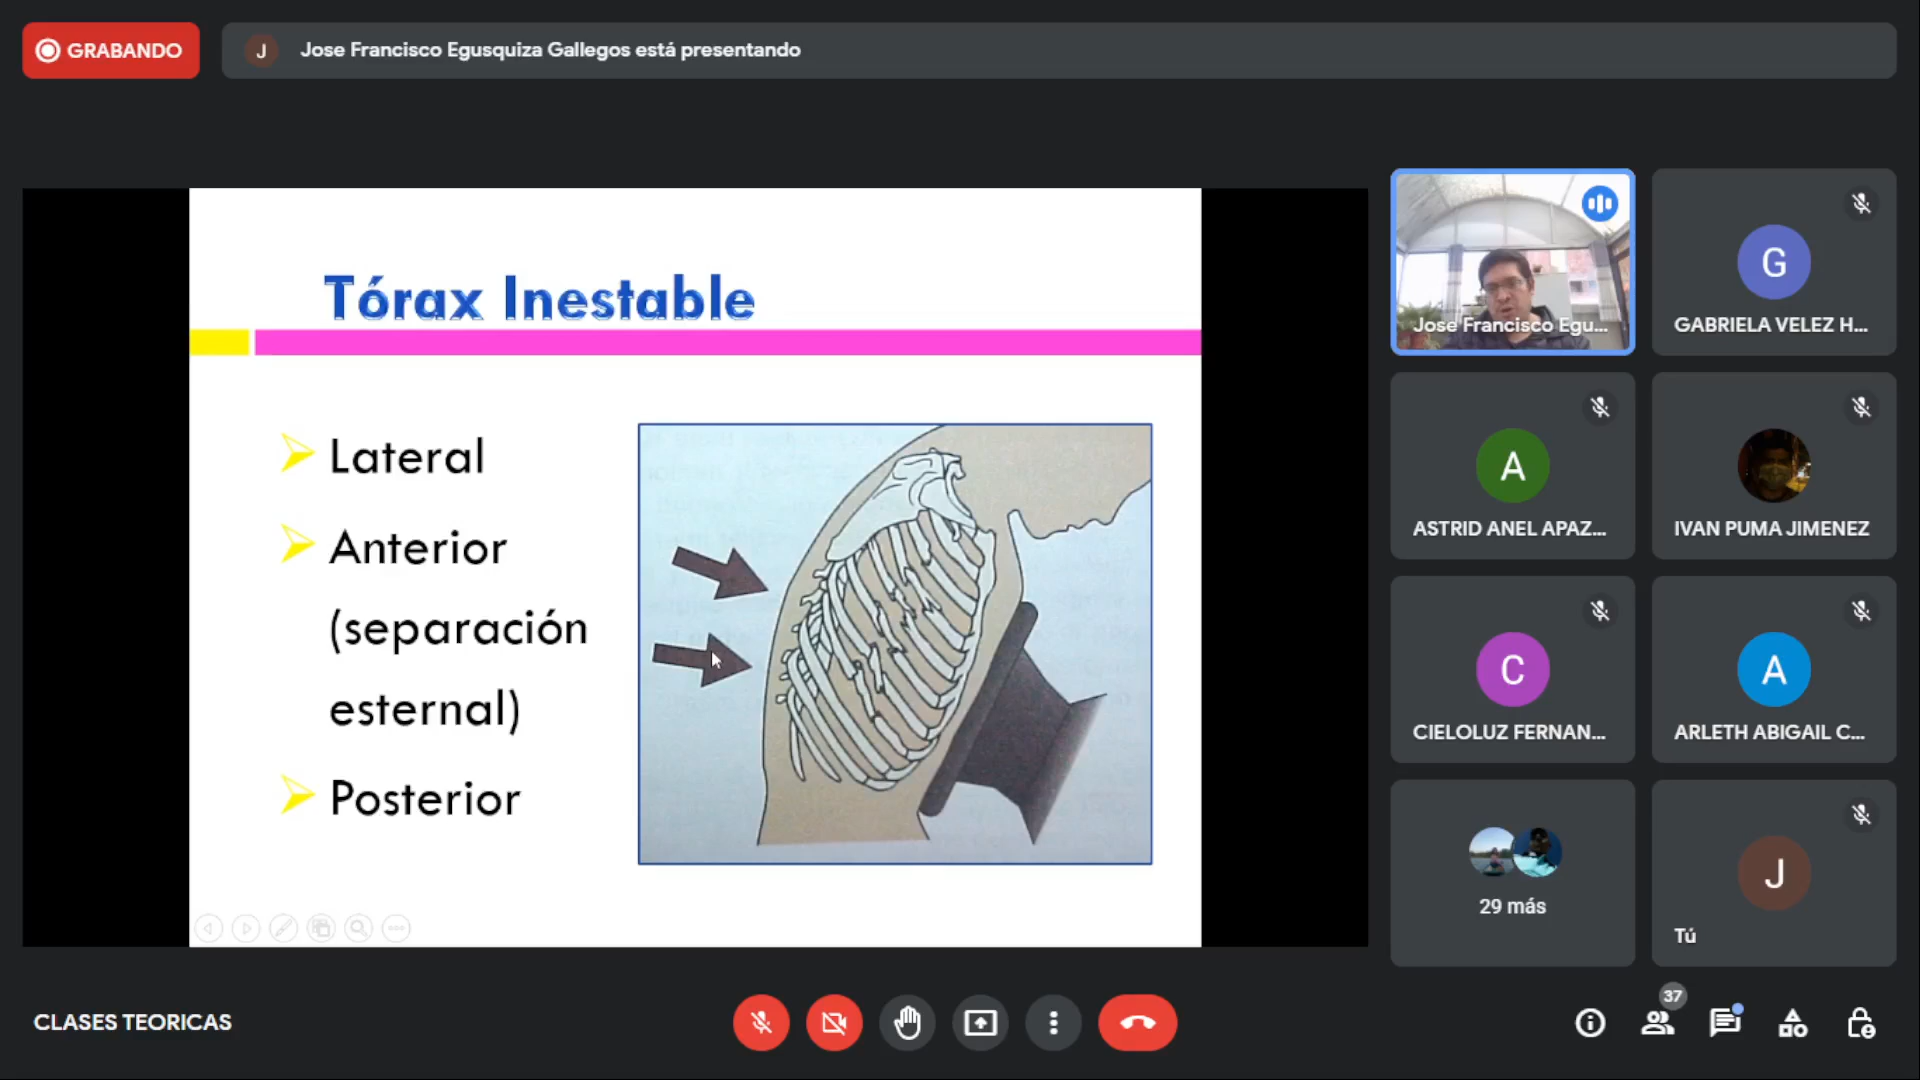 GRABANDO
J
Jose Francisco Egusquiza Gallegos está presentando
Tórax Inestable
Lateral
Anterior
(separación
esternal)
Posterior
Jose Francisco Egu...
G
GABRIELA VELEZ H...
A
ASTRID ANEL APAZ...
IVAN PUMA JIMENEZ
C
CIELOLUZ FERNAN...
A
ARLETH ABIGAIL C...
29 más
J
Tú
CLASES TEORICAS
37